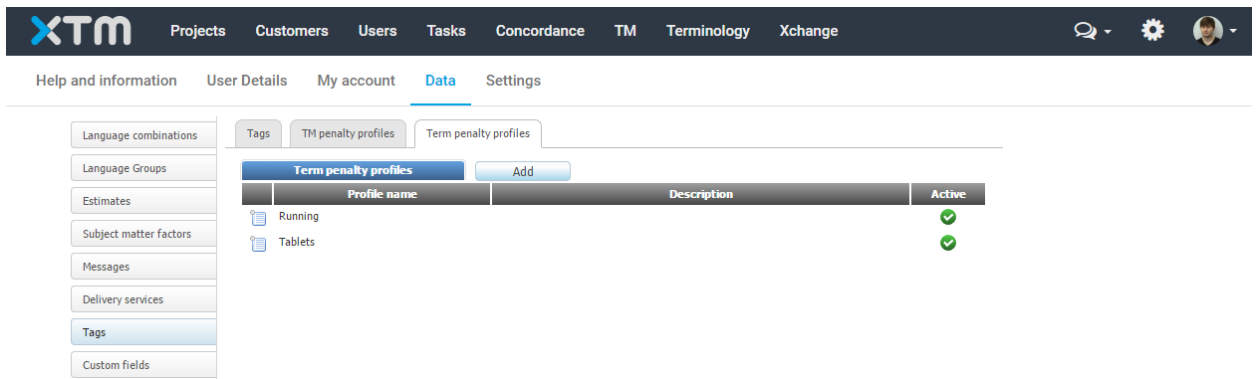 XTM Projects Customers Users Tasks Concordance TM Terminology Xchange
Help and information User Details My account Data Settings
Language combinations
Language Groups
Estimates
Subject matter factors
Messages
Delivery services
Tags
Custom fields
Tags TM penalty profiles Term penalty profiles
Term penalty profiles Add
Profile name Description Active
Running
Tablets